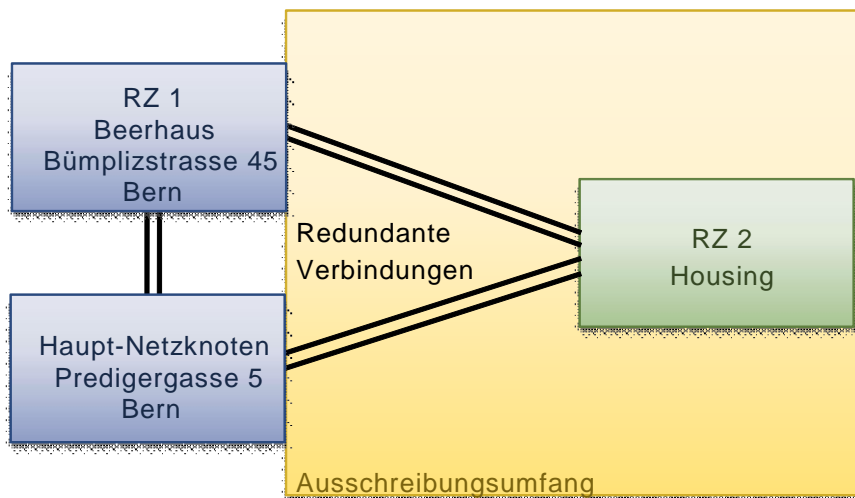 RZ 1
Beerhaus
Bümplizstrasse 45
Bern
Redundante
Verbindungen
RZ 2
Housing
Haupt-Netzknoten
Predigergasse 5
Bern
Ausschreibungsumfang